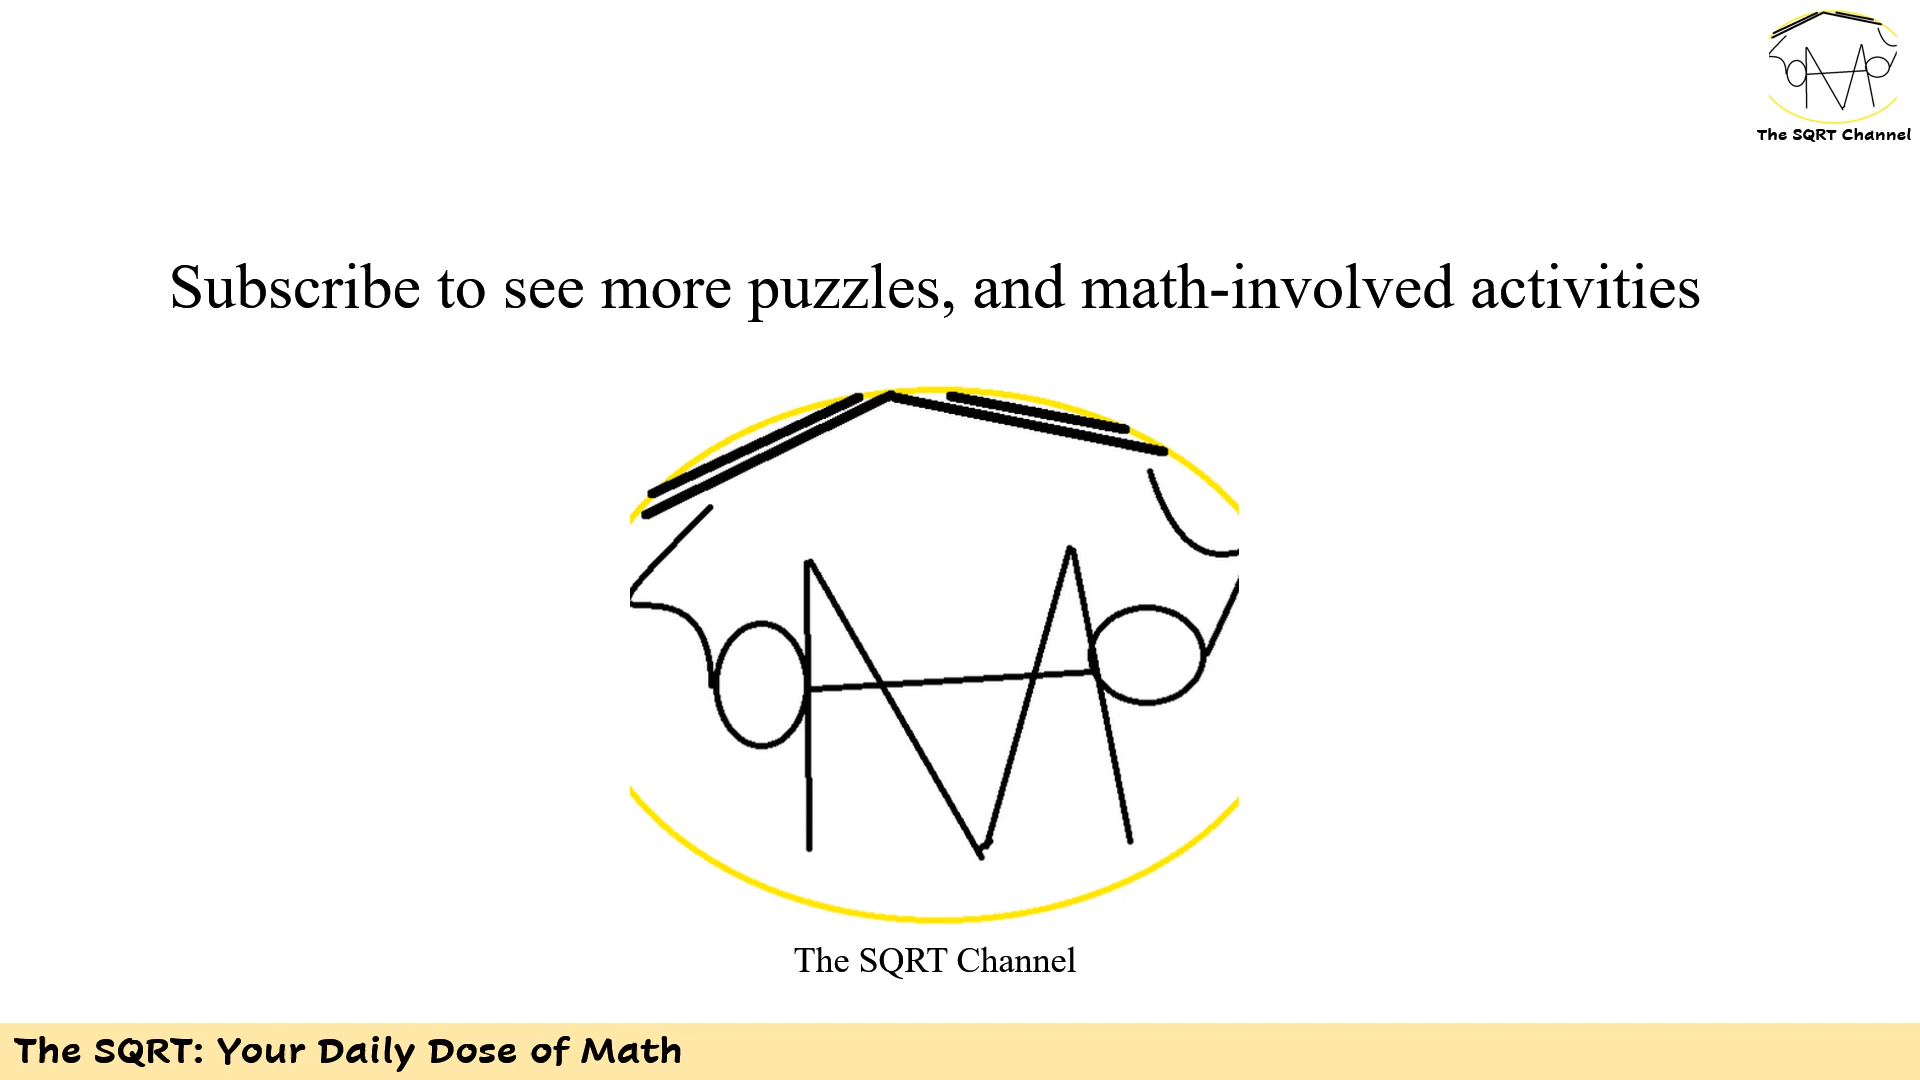 The SQRT Channel
Subscribe to see more puzzles, and math-involved activities
The SQRT Channel
The SQRT: Your Daily Dose of Math